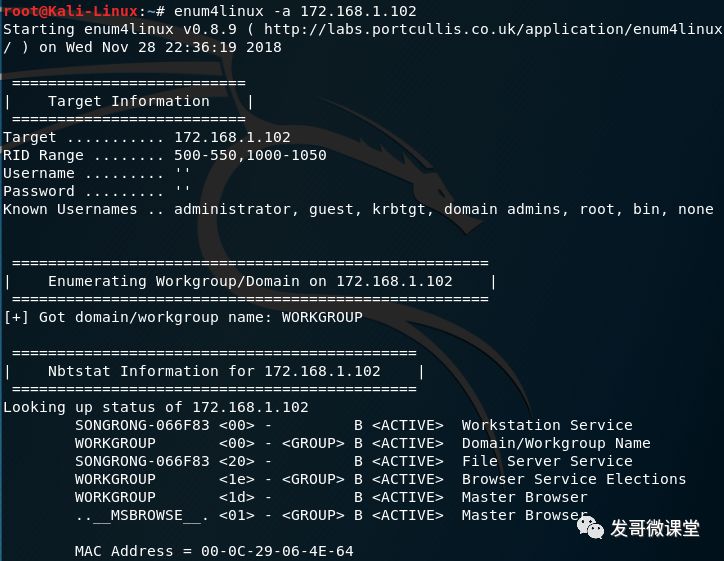 root@Kali-Linux:~# enum4linux -a 172.168.1.102
Starting enum4linux v0.8.9 ( http://labs.portcullis.co.uk/application/enum4linux
/ ) on Wed Nov 28 22:36:19 2018

 ==========================
|    Target Information    |
 ==========================
Target ........... 172.168.1.102
RID Range ........ 500-550,1000-1050
Username ......... ''
Password ......... ''
Known Usernames .. administrator, guest, krbtgt, domain admins, root, bin, none

 =====================================================
|    Enumerating Workgroup/Domain on 172.168.1.102    |
 =====================================================
[+] Got domain/workgroup name: WORKGROUP

 =============================================
|    Nbtstat Information for 172.168.1.102    |
 =============================================
Looking up status of 172.168.1.102
        SONGRONG-066F83 <00> -         B <ACTIVE>  Workstation Service
        WORKGROUP       <00> - <GROUP> B <ACTIVE>  Domain/Workgroup Name
        SONGRONG-066F83 <20> -         B <ACTIVE>  File Server Service
        WORKGROUP       <1e> - <GROUP> B <ACTIVE>  Browser Service Elections
        WORKGROUP       <1d> -         B <ACTIVE>  Master Browser
        ..__MSBROWSE__. <01> - <GROUP> B <ACTIVE>  Master Browser

        MAC Address = 00-0C-29-06-4E-64
发哥微课堂